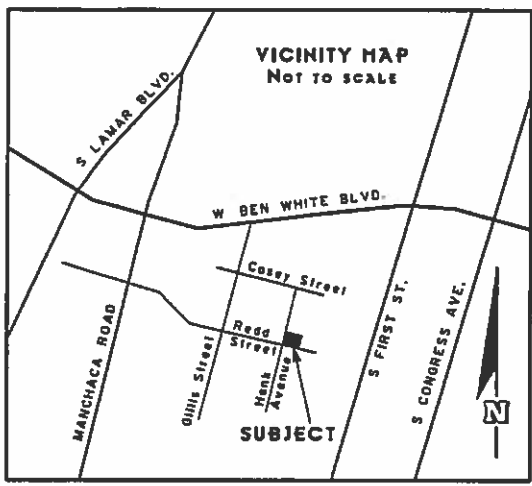 VICINITY MAP
NOT TO SCALE
S LAMAR BLVD.
W BEN WHITE BLVD.
Casey Street
Redd
Street
MANCHACA ROAD
Gillis Street
Hank
Avenue
S FIRST ST.
S CONGRESS AVE.
SUBJECT
N